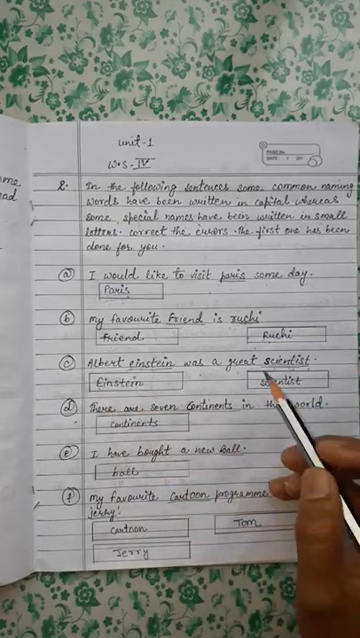 Unit-1
PAGE No.
DATE
W.S.-IV
2. In the following sentences some common naming
words have been written in capital whereas
some special names have been written in small
letters. correct the errors. The first one has been
done for you.
(a) I would like to visit paris some day.
Paris
(b) My favourite Friend is ruchi
friend Ruchi
(c) Albert einstein was a great Scientist.
Einstein scientist
(d) There are seven Continents in the world.
continents
(e) I have bought a new Ball.
ball
(f) My favourite Cartoon programme
jerry!
cartoon Tom
Jerry